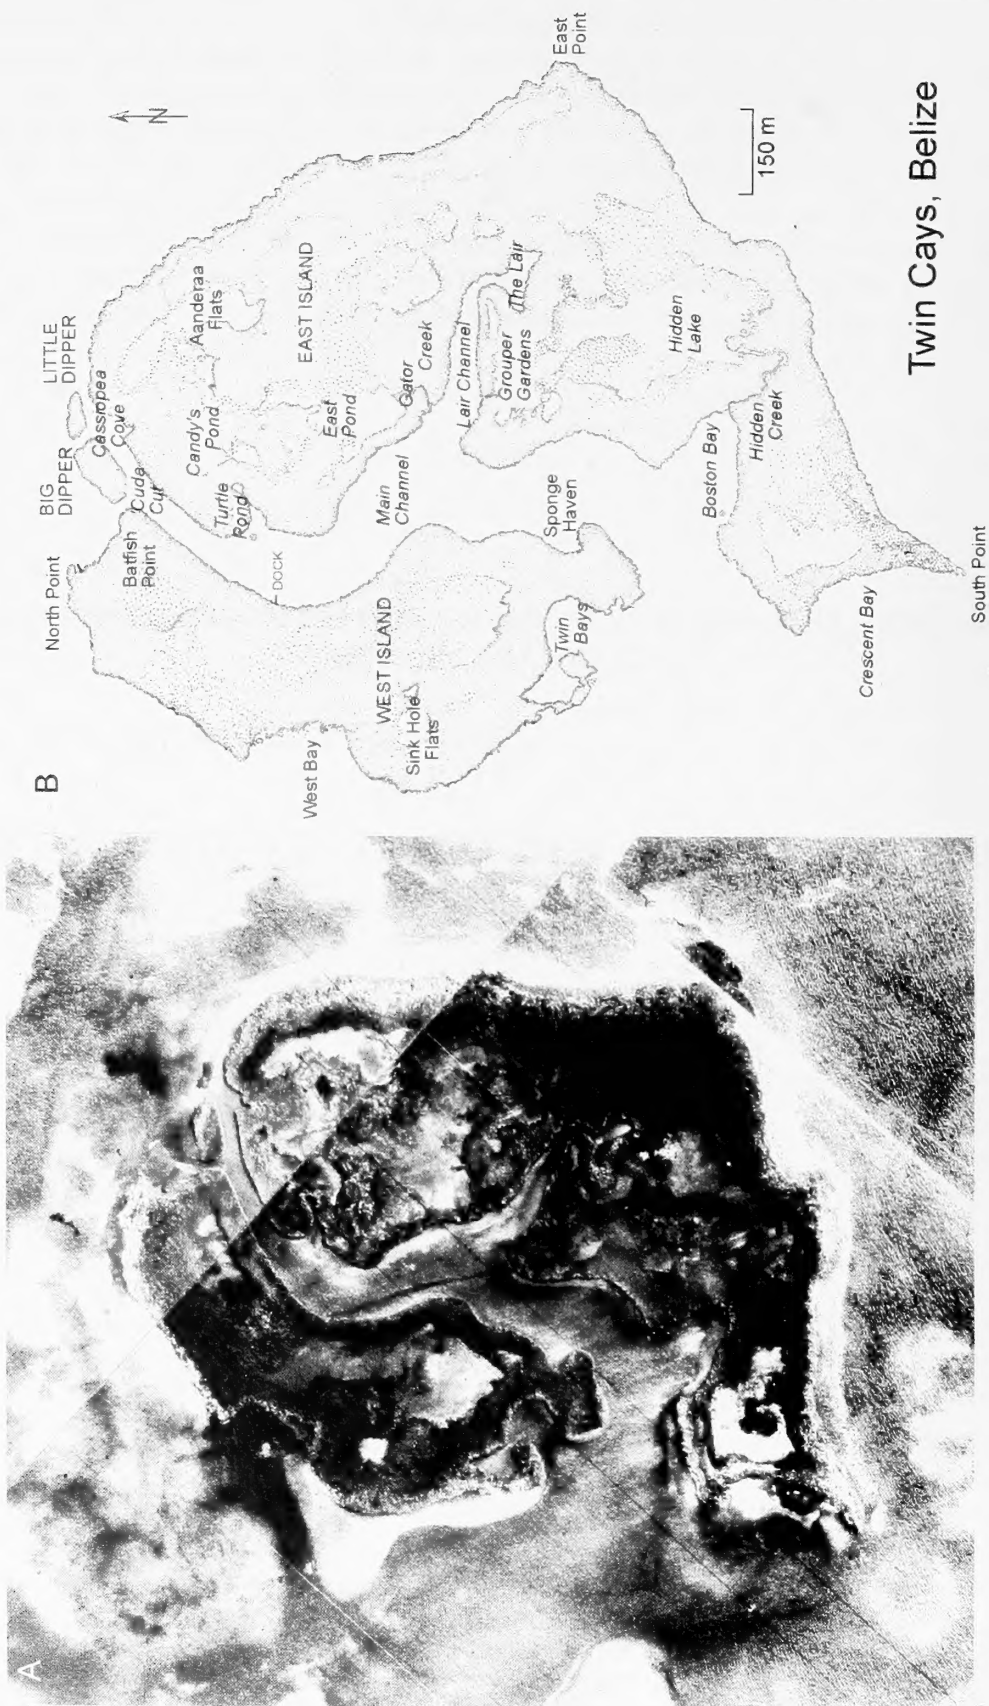 A
B
North Point
BIG
DIPPER
LITTLE
DIPPER
N
Batfish
Point
Cuda
Cut
Cassiopea
Cove
Turtle
Pond
Candy's
Pond
Aanderaa
Flats
DOCK
West Bay
EAST ISLAND
East
Pond
WEST ISLAND
Main
Channel
Gator
Creek
Sink Hole
Flats
Lair Channel
Grouper
Gardens
The Lair
Sponge
Haven
Twin
Bays
East
Point
Hidden
Lake
Boston Bay
Hidden
Creek
150 m
Crescent Bay
South Point
Twin Cays, Belize